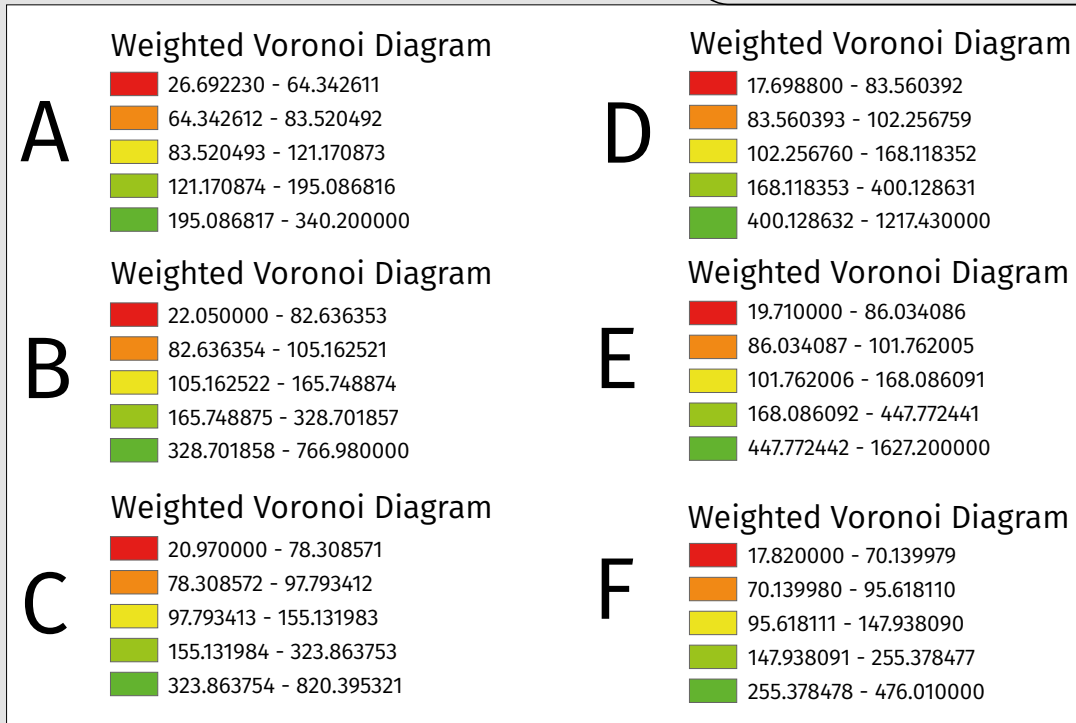 A
Weighted Voronoi Diagram
26.692230 - 64.342611
64.342612 - 83.520492
83.520493 - 121.170873
121.170874 - 195.086816
195.086817 - 340.200000
B
Weighted Voronoi Diagram
22.050000 - 82.636353
82.636354 - 105.162521
105.162522 - 165.748874
165.748875 - 328.701857
328.701858 - 766.980000
C
Weighted Voronoi Diagram
20.970000 - 78.308571
78.308572 - 97.793412
97.793413 - 155.131983
155.131984 - 323.863753
323.863754 - 820.395321
D
Weighted Voronoi Diagram
17.698800 - 83.560392
83.560393 - 102.256759
102.256760 - 168.118352
168.118353 - 400.128631
400.128632 - 1217.430000
E
Weighted Voronoi Diagram
19.710000 - 86.034086
86.034087 - 101.762005
101.762006 - 168.086091
168.086092 - 447.772441
447.772442 - 1627.200000
F
Weighted Voronoi Diagram
17.820000 - 70.139979
70.139980 - 95.618110
95.618111 - 147.938090
147.938091 - 255.378477
255.378478 - 476.010000